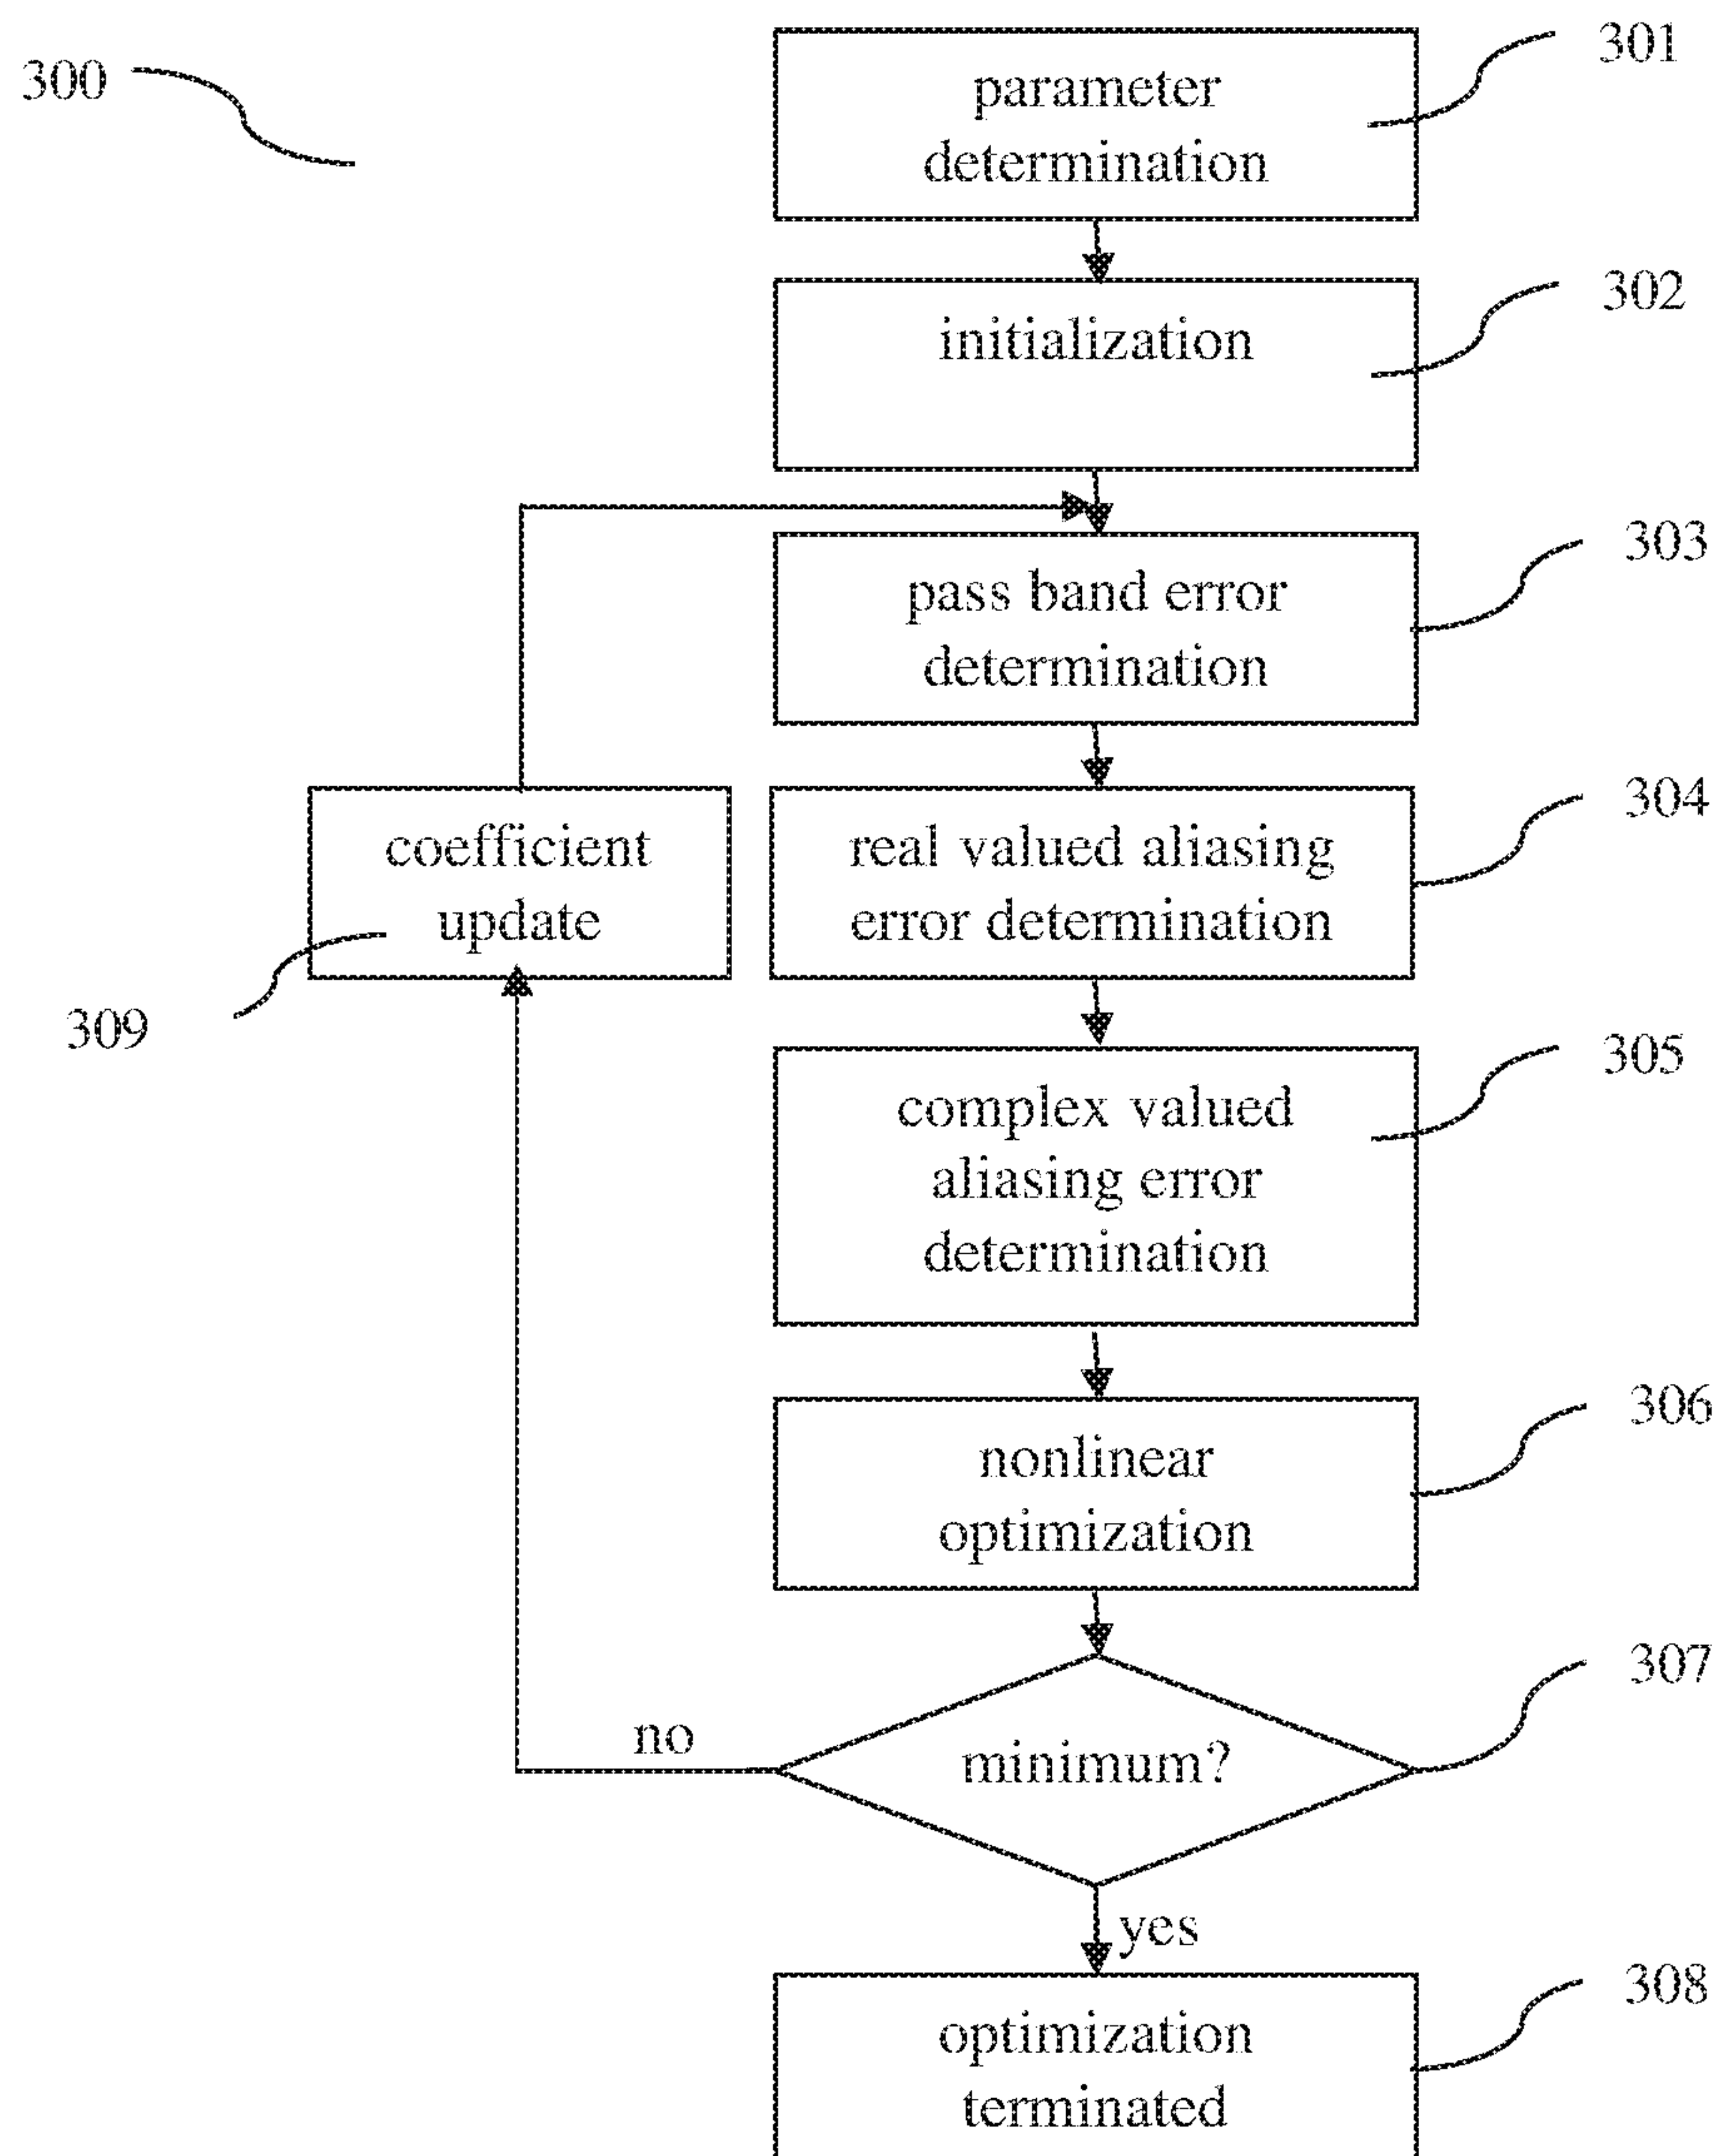 300
301
parameter
determination
302
initialization
303
pass band error
determination
304
real valued aliasing
error determination
coefficient
update
309
305
complex valued
aliasing error
determination
306
nonlinear
optimization
307
minimum?
no
yes
308
optimization
terminated